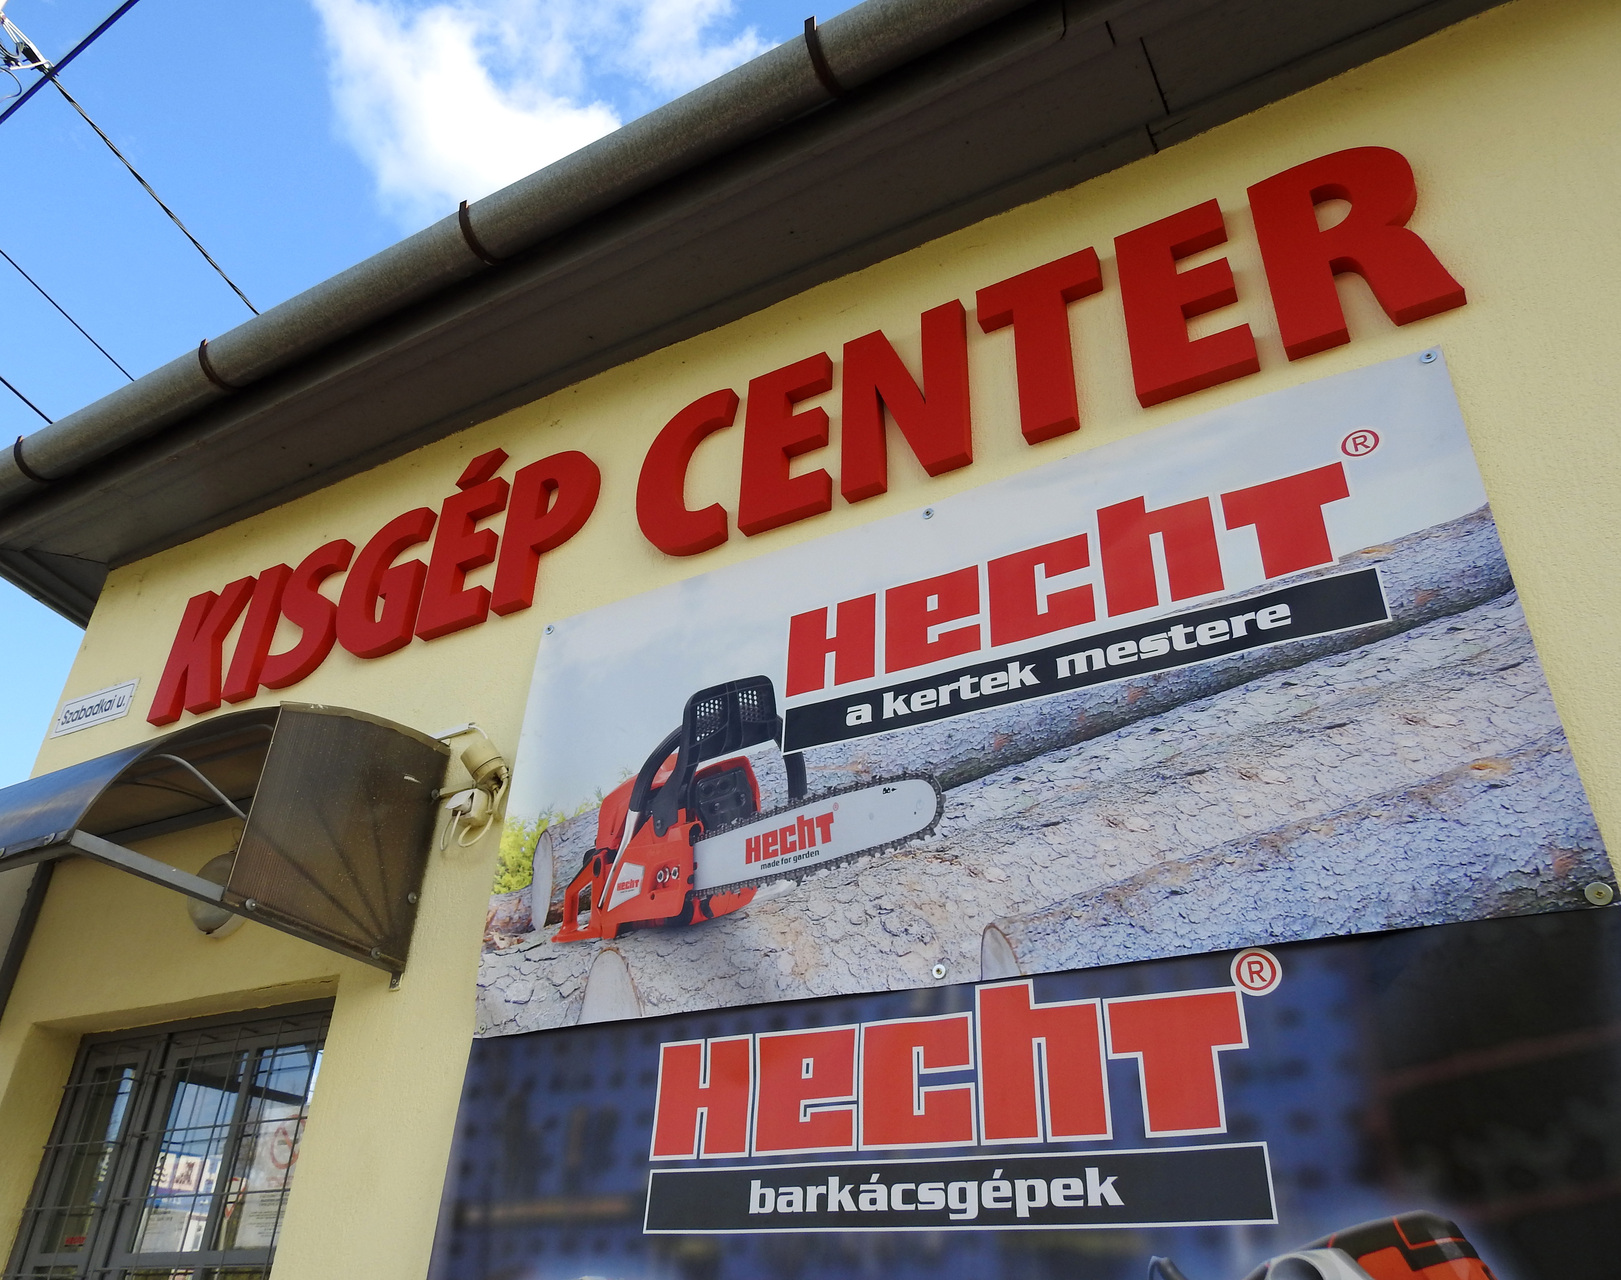 KISGÉP CENTER
Szabadkai u.
HECHT®
a kertek mestere
HECHT®
made for garden
HECHT
HECHT®
barkácsgépek